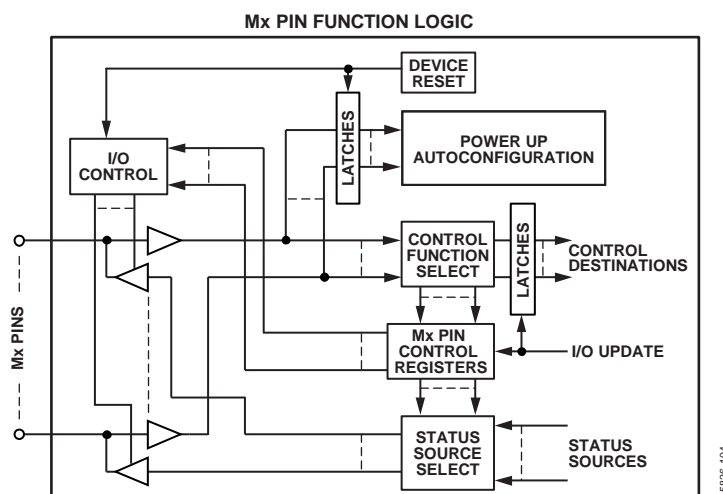 Mx PIN FUNCTION LOGIC
DEVICE
RESET
I/O
CONTROL
LATCHES
POWER UP
AUTOCONFIGURATION
CONTROL
FUNCTION
SELECT
LATCHES
CONTROL
DESTINATIONS
Mx PINS
Mx PIN
CONTROL
REGISTERS
I/O UPDATE
STATUS
SOURCE
SELECT
STATUS
SOURCES